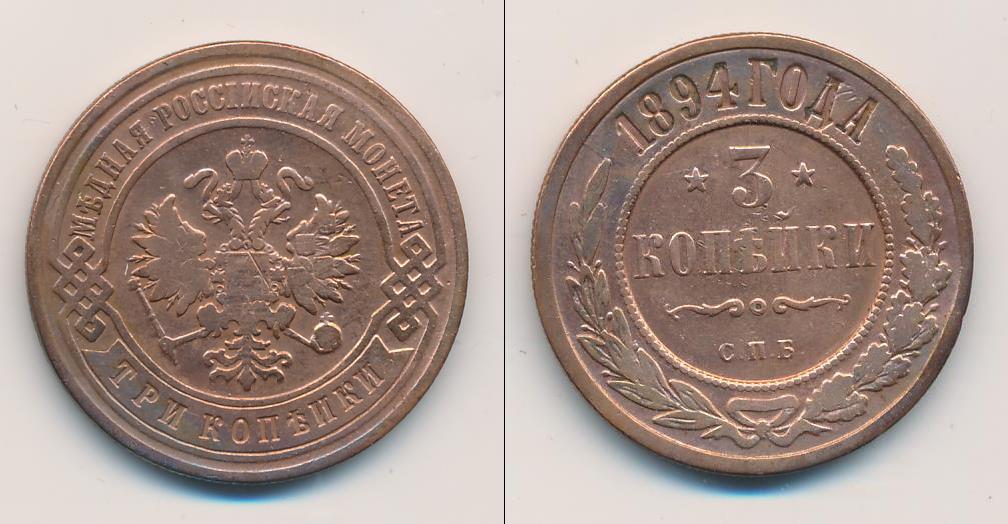 МѢДНАЯ РОССІЙСКАЯ МОНЕТА
ТРИ КОПѢЙКИ
1894 ГОДА
3
КОПѢЙКИ
С.П.Б.